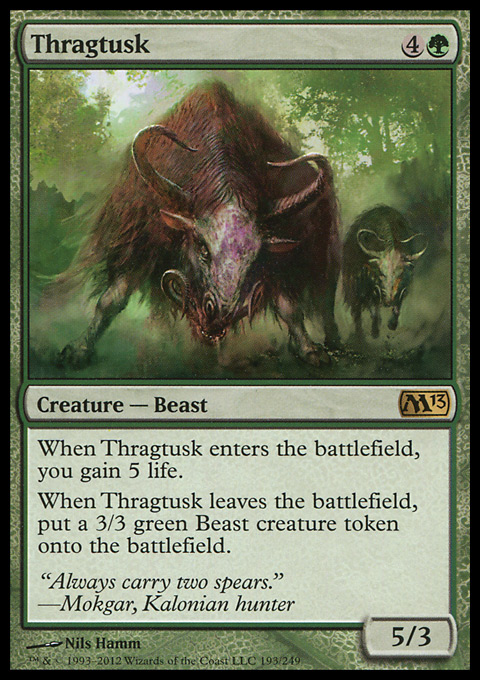 Thragtusk 4
Creature — Beast M13
When Thragtusk enters the battlefield,
you gain 5 life.
When Thragtusk leaves the battlefield,
put a 3/3 green Beast creature token
onto the battlefield.
“Always carry two spears.”
—Mokgar, Kalonian hunter
5/3
Nils Hamm
™ & © 1993–2012 Wizards of the Coast LLC 193/249